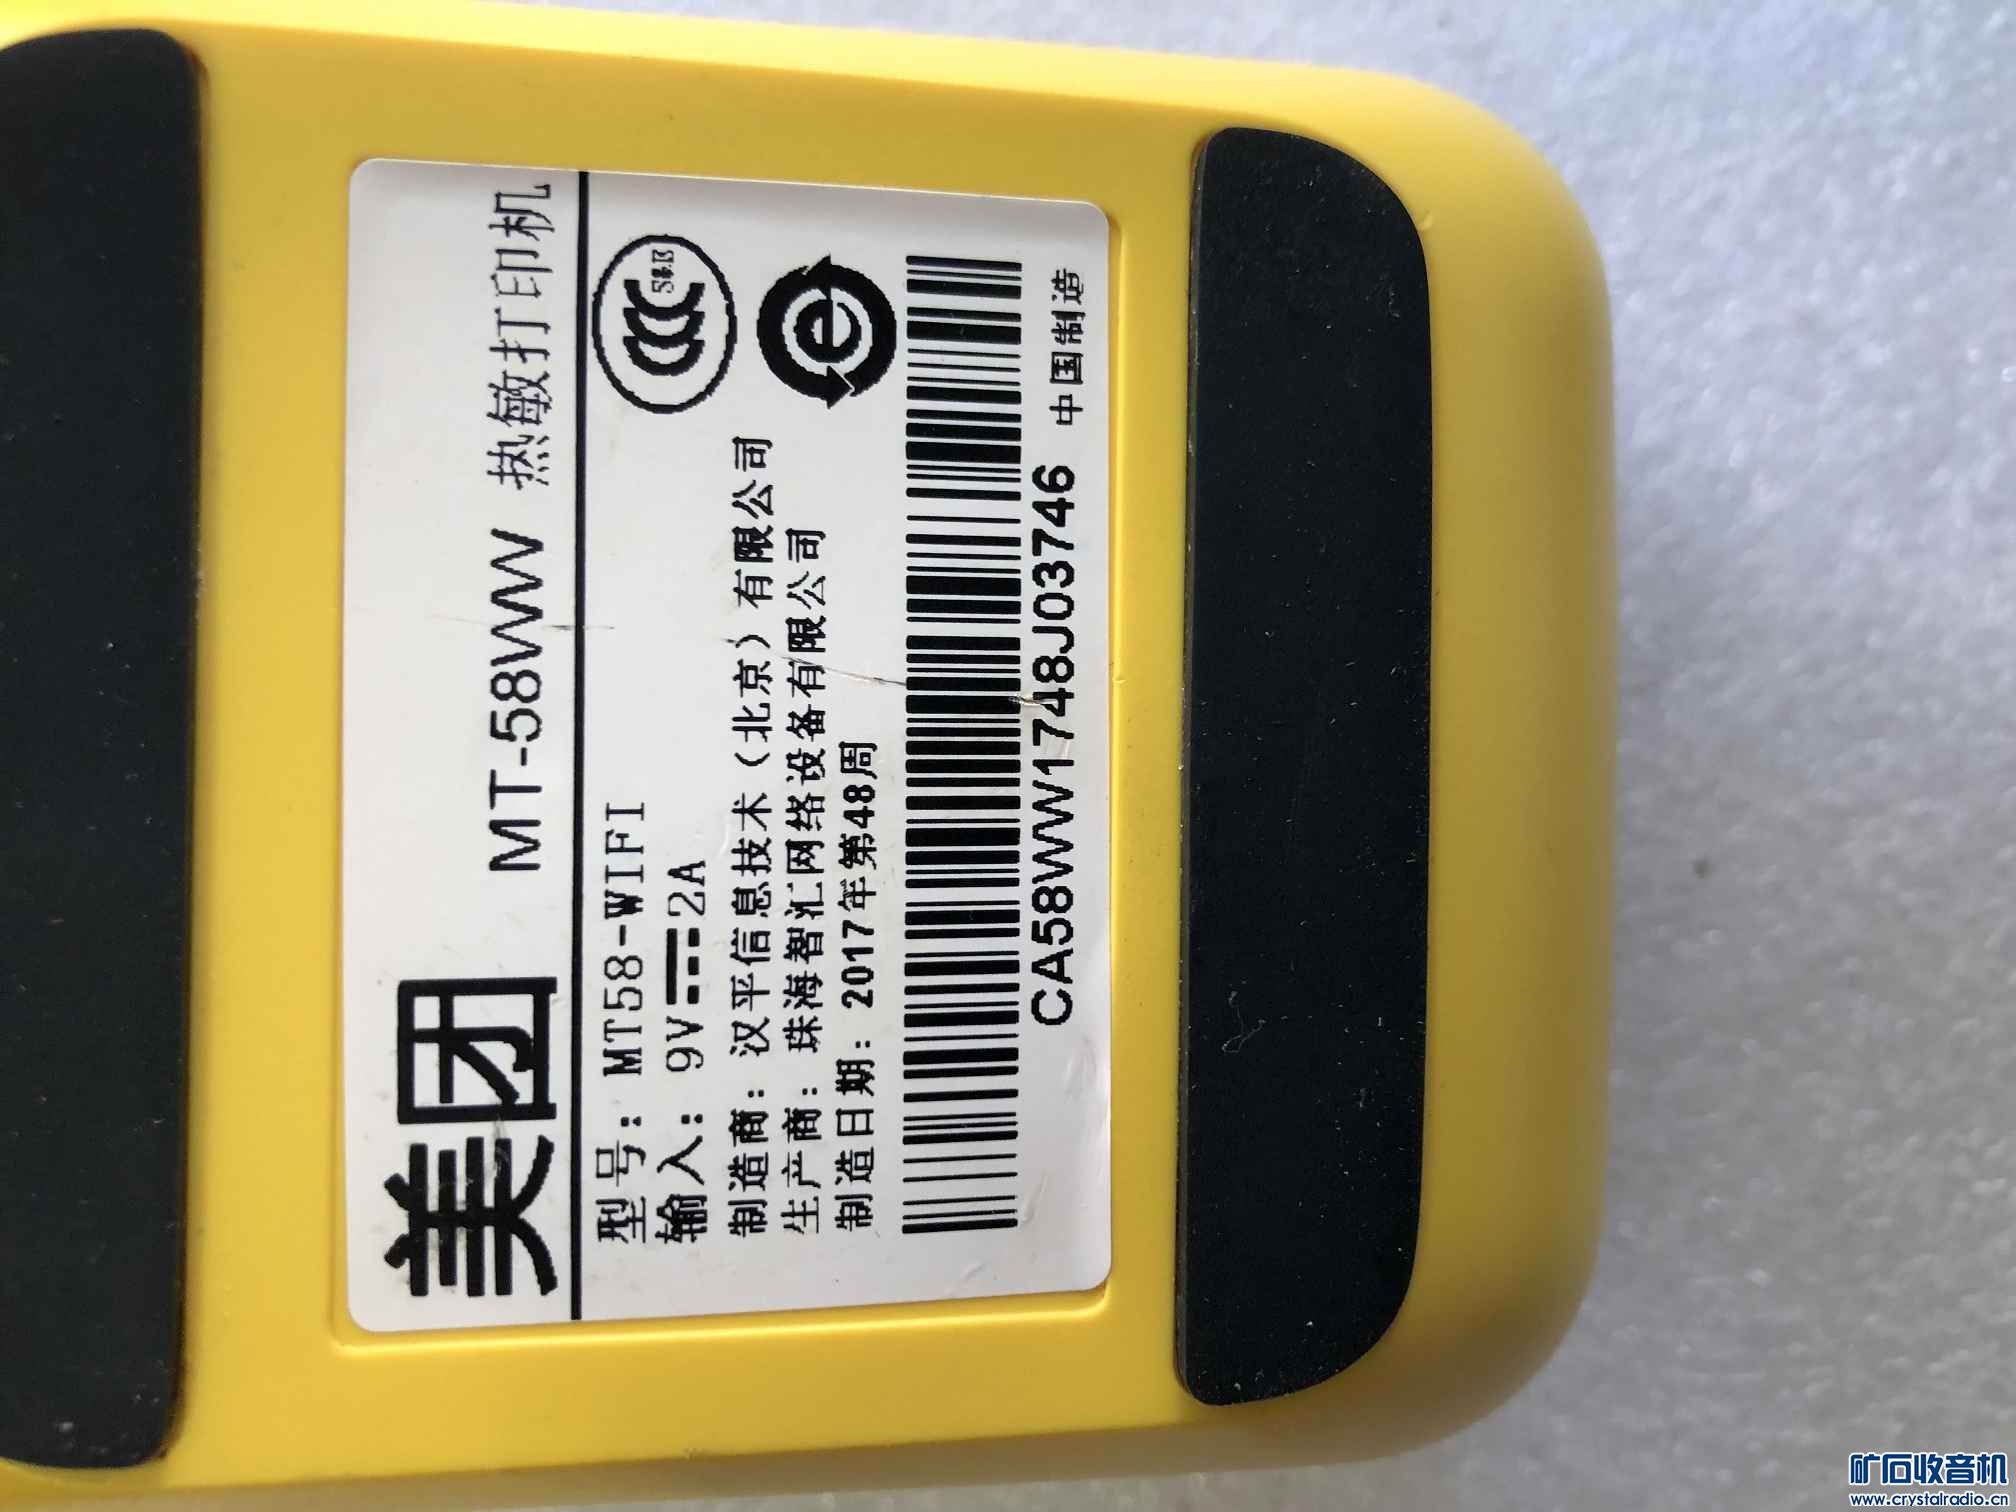 美团 MT-58WW 热敏打印机
型号：MT58-WIFI
输入：9V⎓2A
制造商：汉平信息技术（北京）有限公司
生产商：珠海智汇网络设备有限公司
制造日期：2017年第48周
CCC S&E
e
CA58WW1748J03746 中国制造
矿石收音机
www.crystalradio.cn